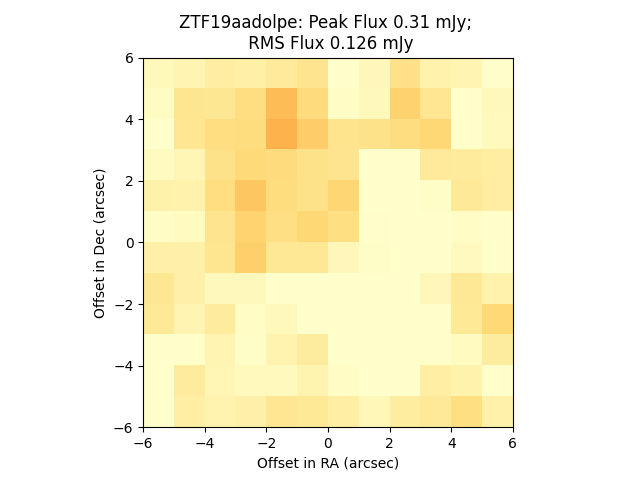 ZTF19aadolpe: Peak Flux 0.31 mJy;
RMS Flux 0.126 mJy
6
4
2
0
−2
−4
−6
Offset in Dec (arcsec)
−6 −4 −2 0 2 4 6
Offset in RA (arcsec)